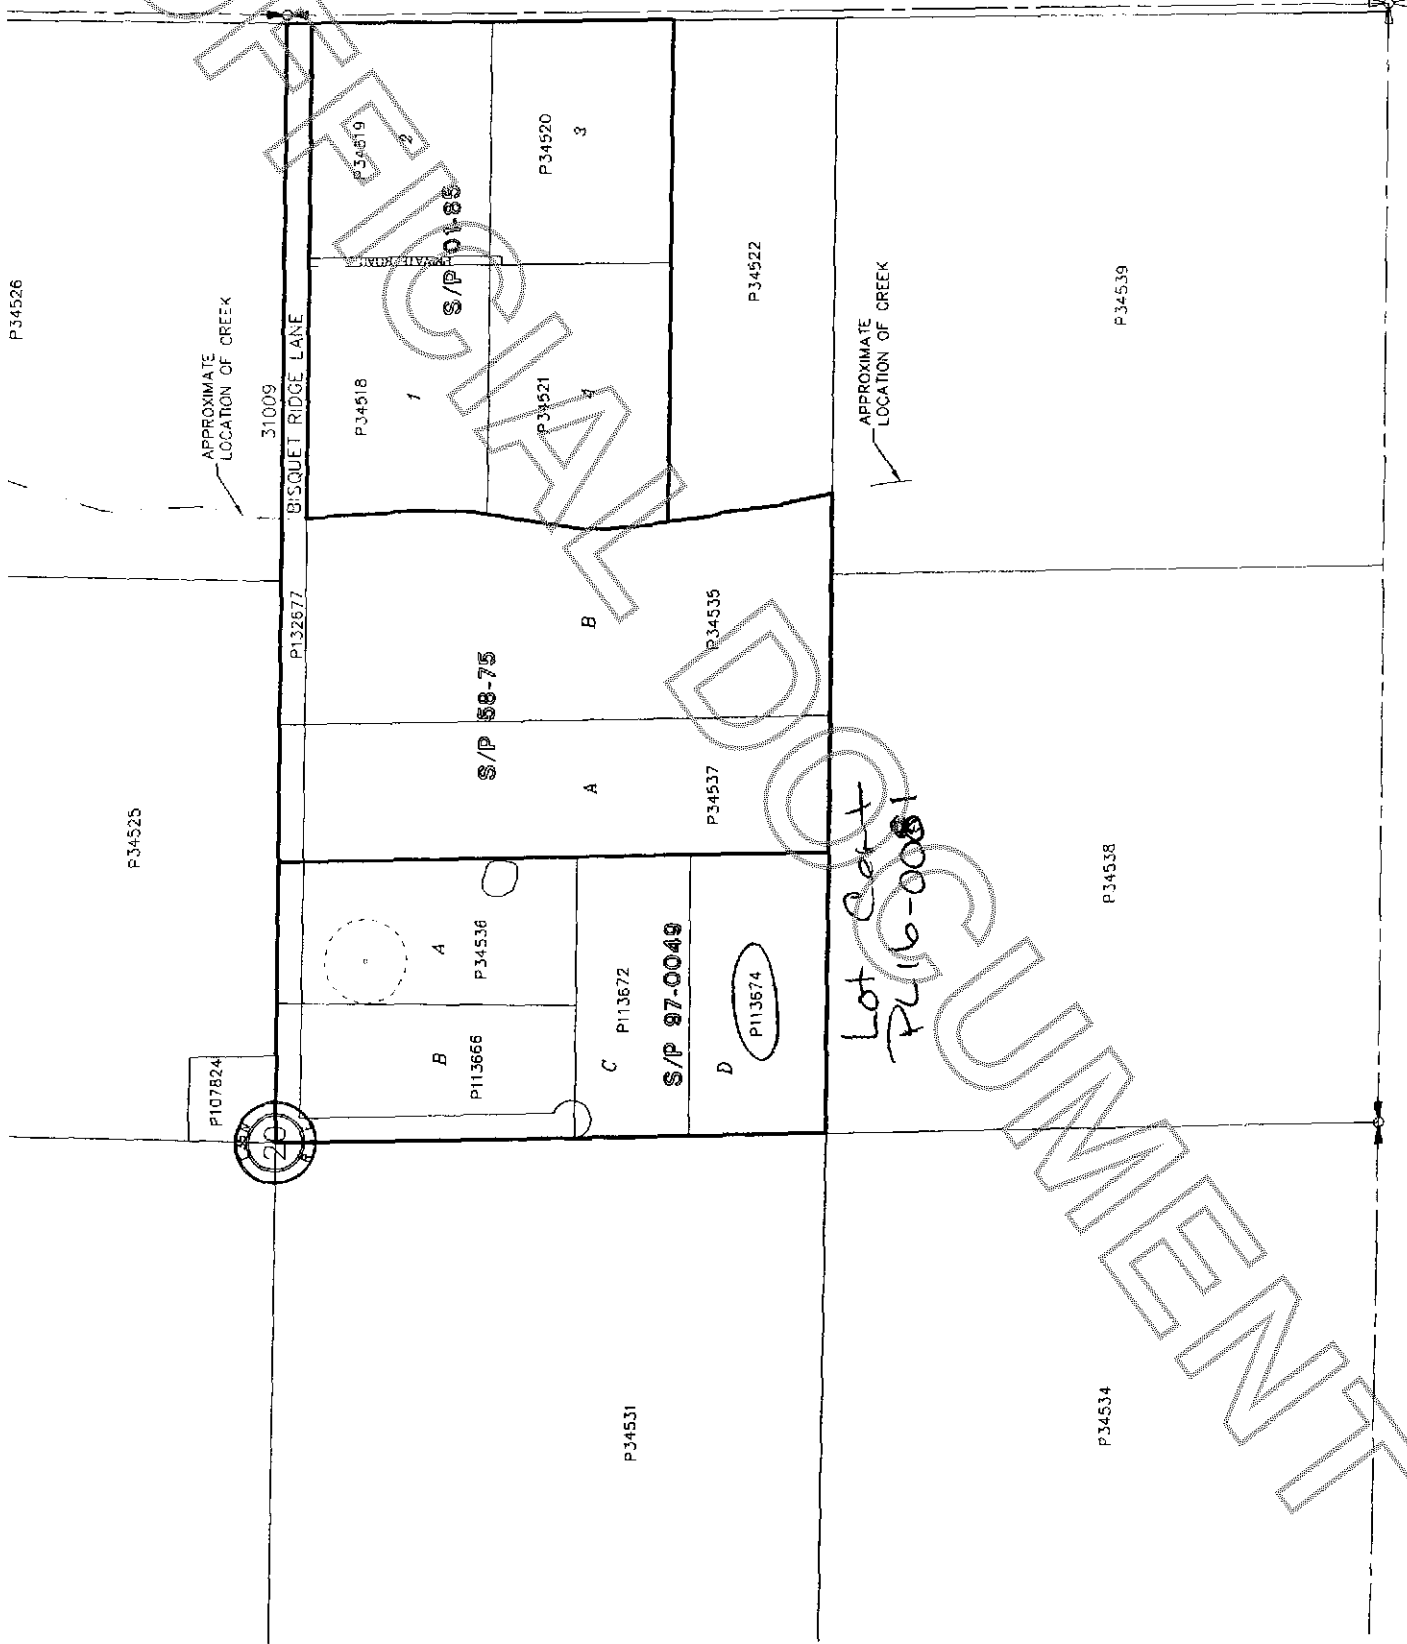 P34526
APPROXIMATE
LOCATION OF CREEK
31009
BISQUET RIDGE LANE
P34519
2
P34520
3
S/P 01-85
PRIVATE ROAD
P34518
1
P34521
4
P34522
APPROXIMATE
LOCATION OF CREEK
P34539
P132677
S/P 58-75
B
P34535
A
P34537
P34525
A
P34536
B
P113666
C
P113672
S/P 97-0049
D
P113674
Lot Cert
PL16-0081
P34538
P107824
20
P34531
P34534
OFFICIAL DOCUMENT